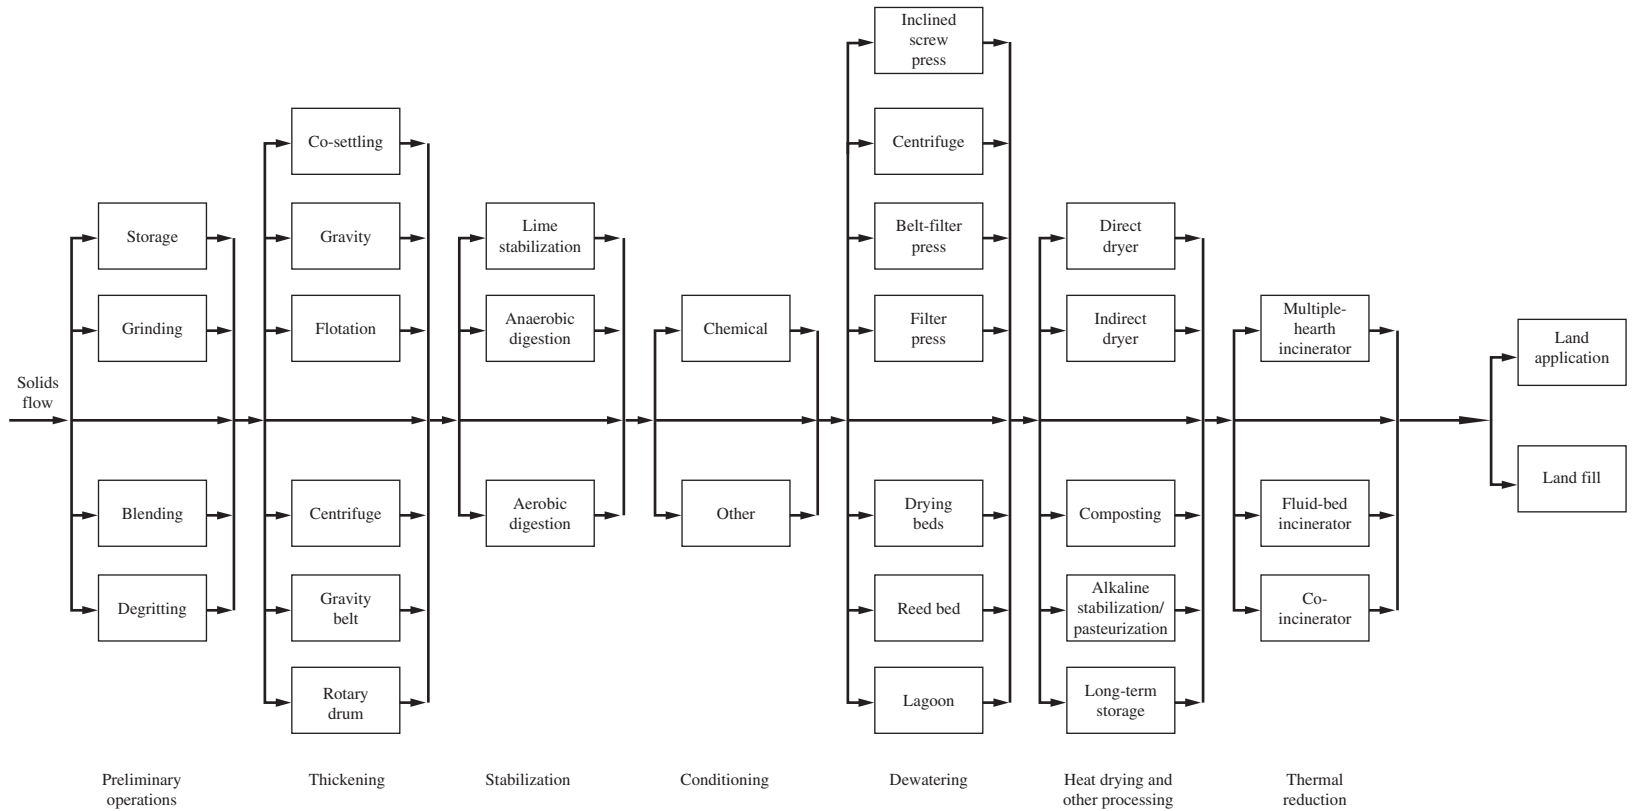 Solids
flow
Storage
Grinding
Blending
Degritting
Preliminary
operations
Co-settling
Gravity
Flotation
Centrifuge
Gravity
belt
Rotary
drum
Thickening
Lime
stabilization
Anaerobic
digestion
Aerobic
digestion
Stabilization
Chemical
Other
Conditioning
Inclined
screw
press
Centrifuge
Belt-filter
press
Filter
press
Drying
beds
Reed bed
Lagoon
Dewatering
Direct
dryer
Indirect
dryer
Composting
Alkaline
stabilization/
pasteurization
Long-term
storage
Heat drying and
other processing
Multiple-
hearth
incinerator
Fluid-bed
incinerator
Co-
incinerator
Thermal
reduction
Land
application
Land fill